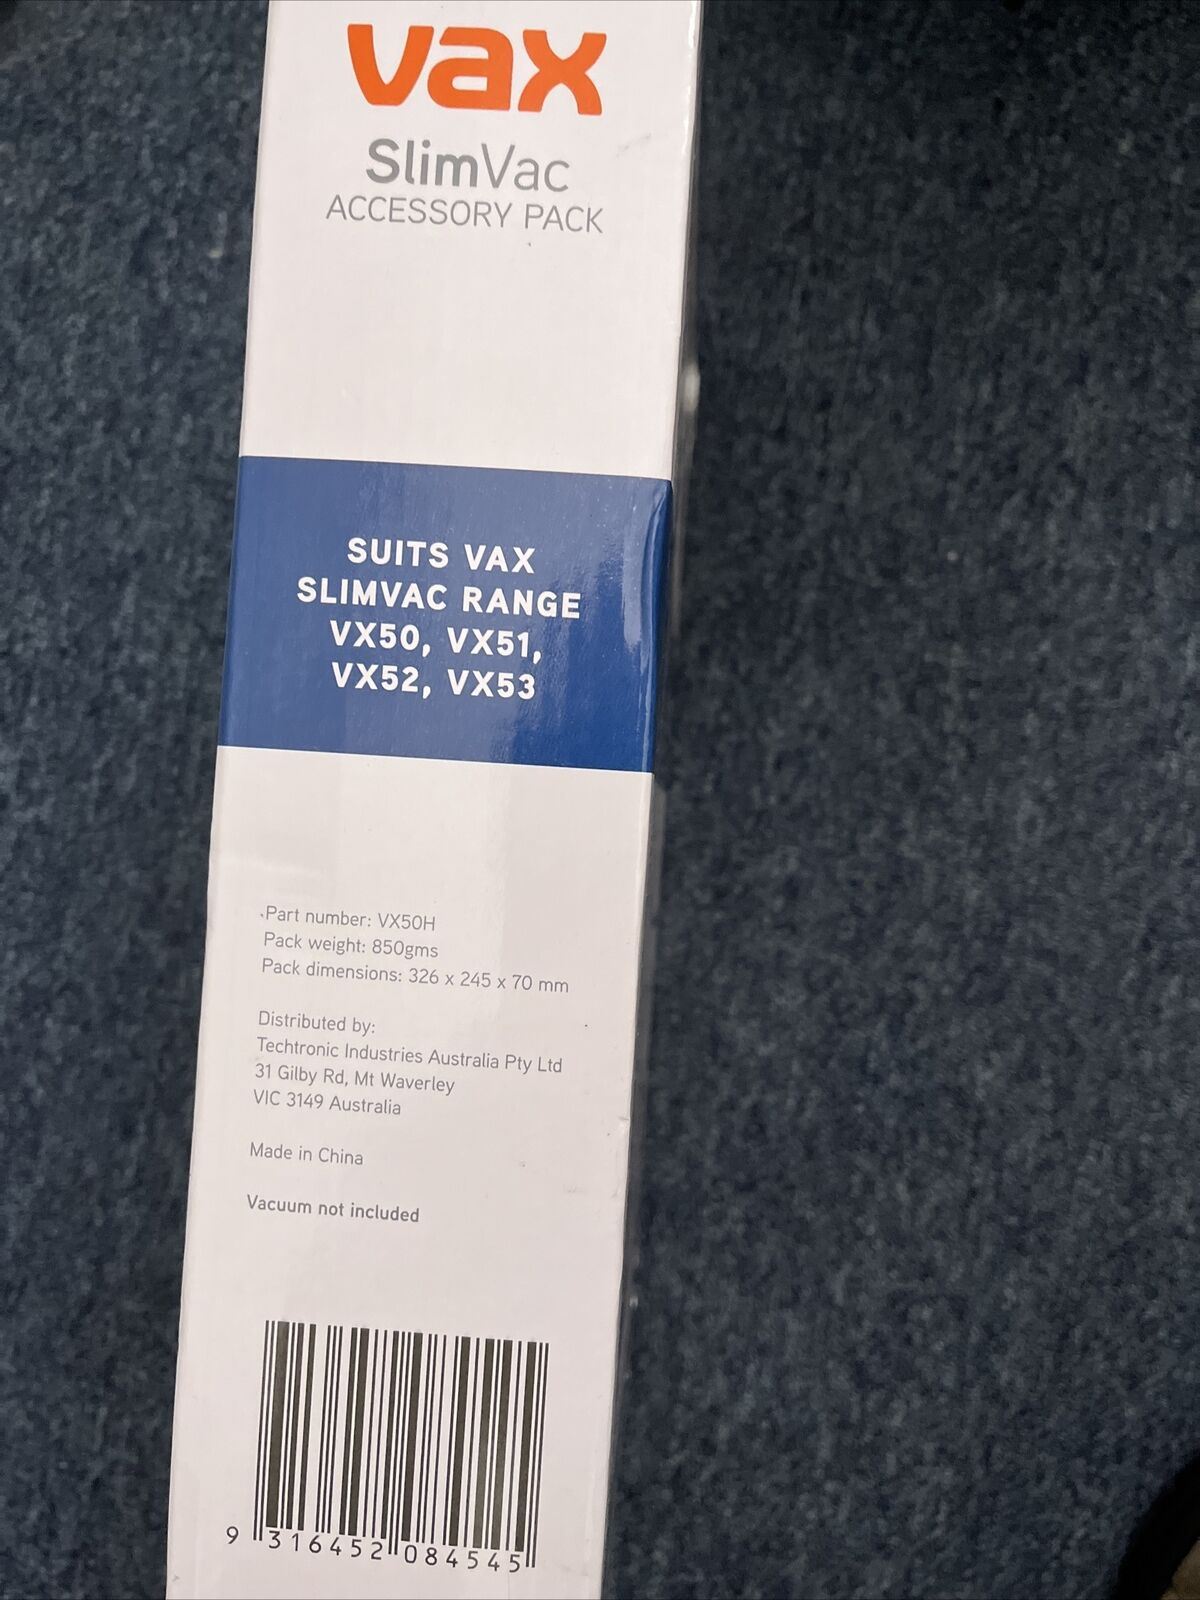 vax
SlimVac
ACCESSORY PACK
SUITS VAX
SLIMVAC RANGE
VX50, VX51,
VX52, VX53
Part number: VX50H
Pack weight: 850gms
Pack dimensions: 326 x 245 x 70 mm
Distributed by:
Techtronic Industries Australia Pty Ltd
31 Gilby Rd, Mt Waverley
VIC 3149 Australia
Made in China
Vacuum not included
9 316452 084545